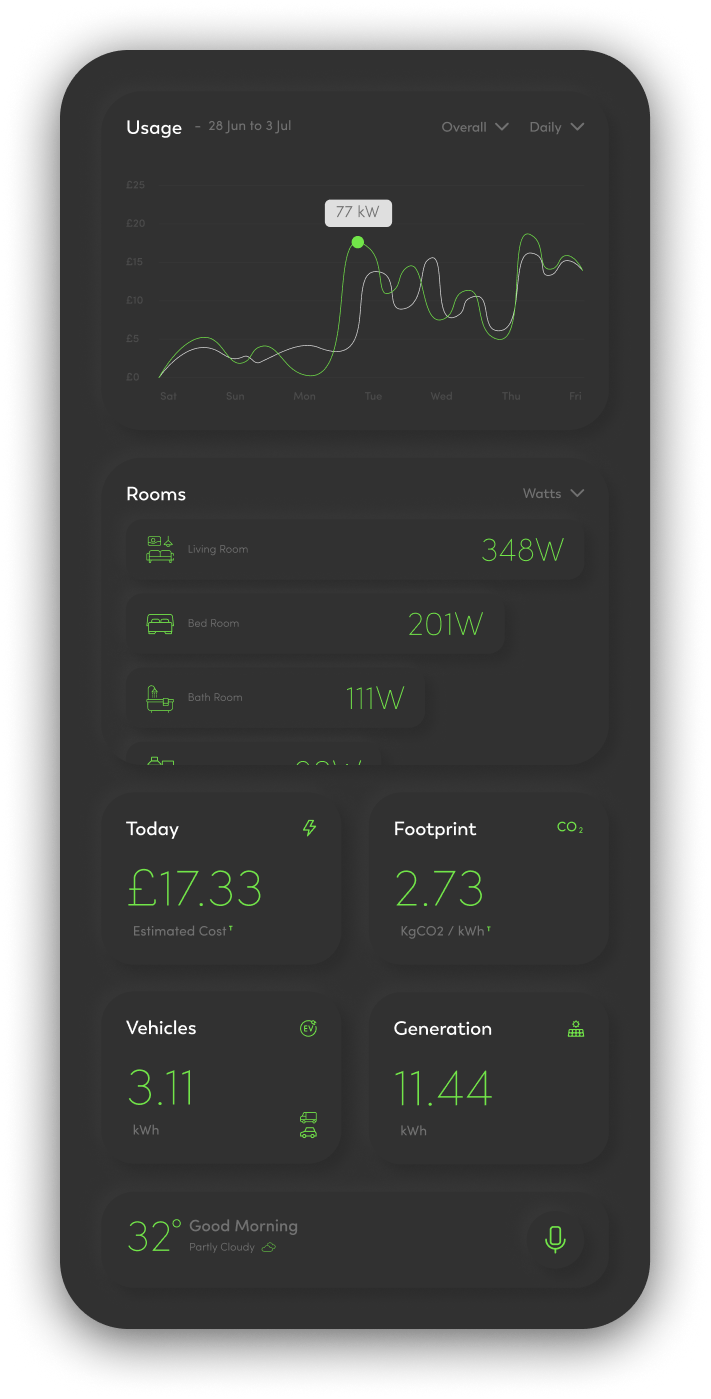 Usage - 28 Jun to 3 Jul Overall Daily
£25
77 kW
£20
£15
£10
£5
£0
Sat Sun Mon Tue Wed Thu Fri
Rooms Watts
Living Room 348W
Bed Room 201W
Bath Room 111W
Today
£17.33
Estimated Cost T
Footprint CO2
2.73
KgCO2 / kWh T
Vehicles EV
3.11
kWh
Generation
11.44
kWh
32° Good Morning
Partly Cloudy